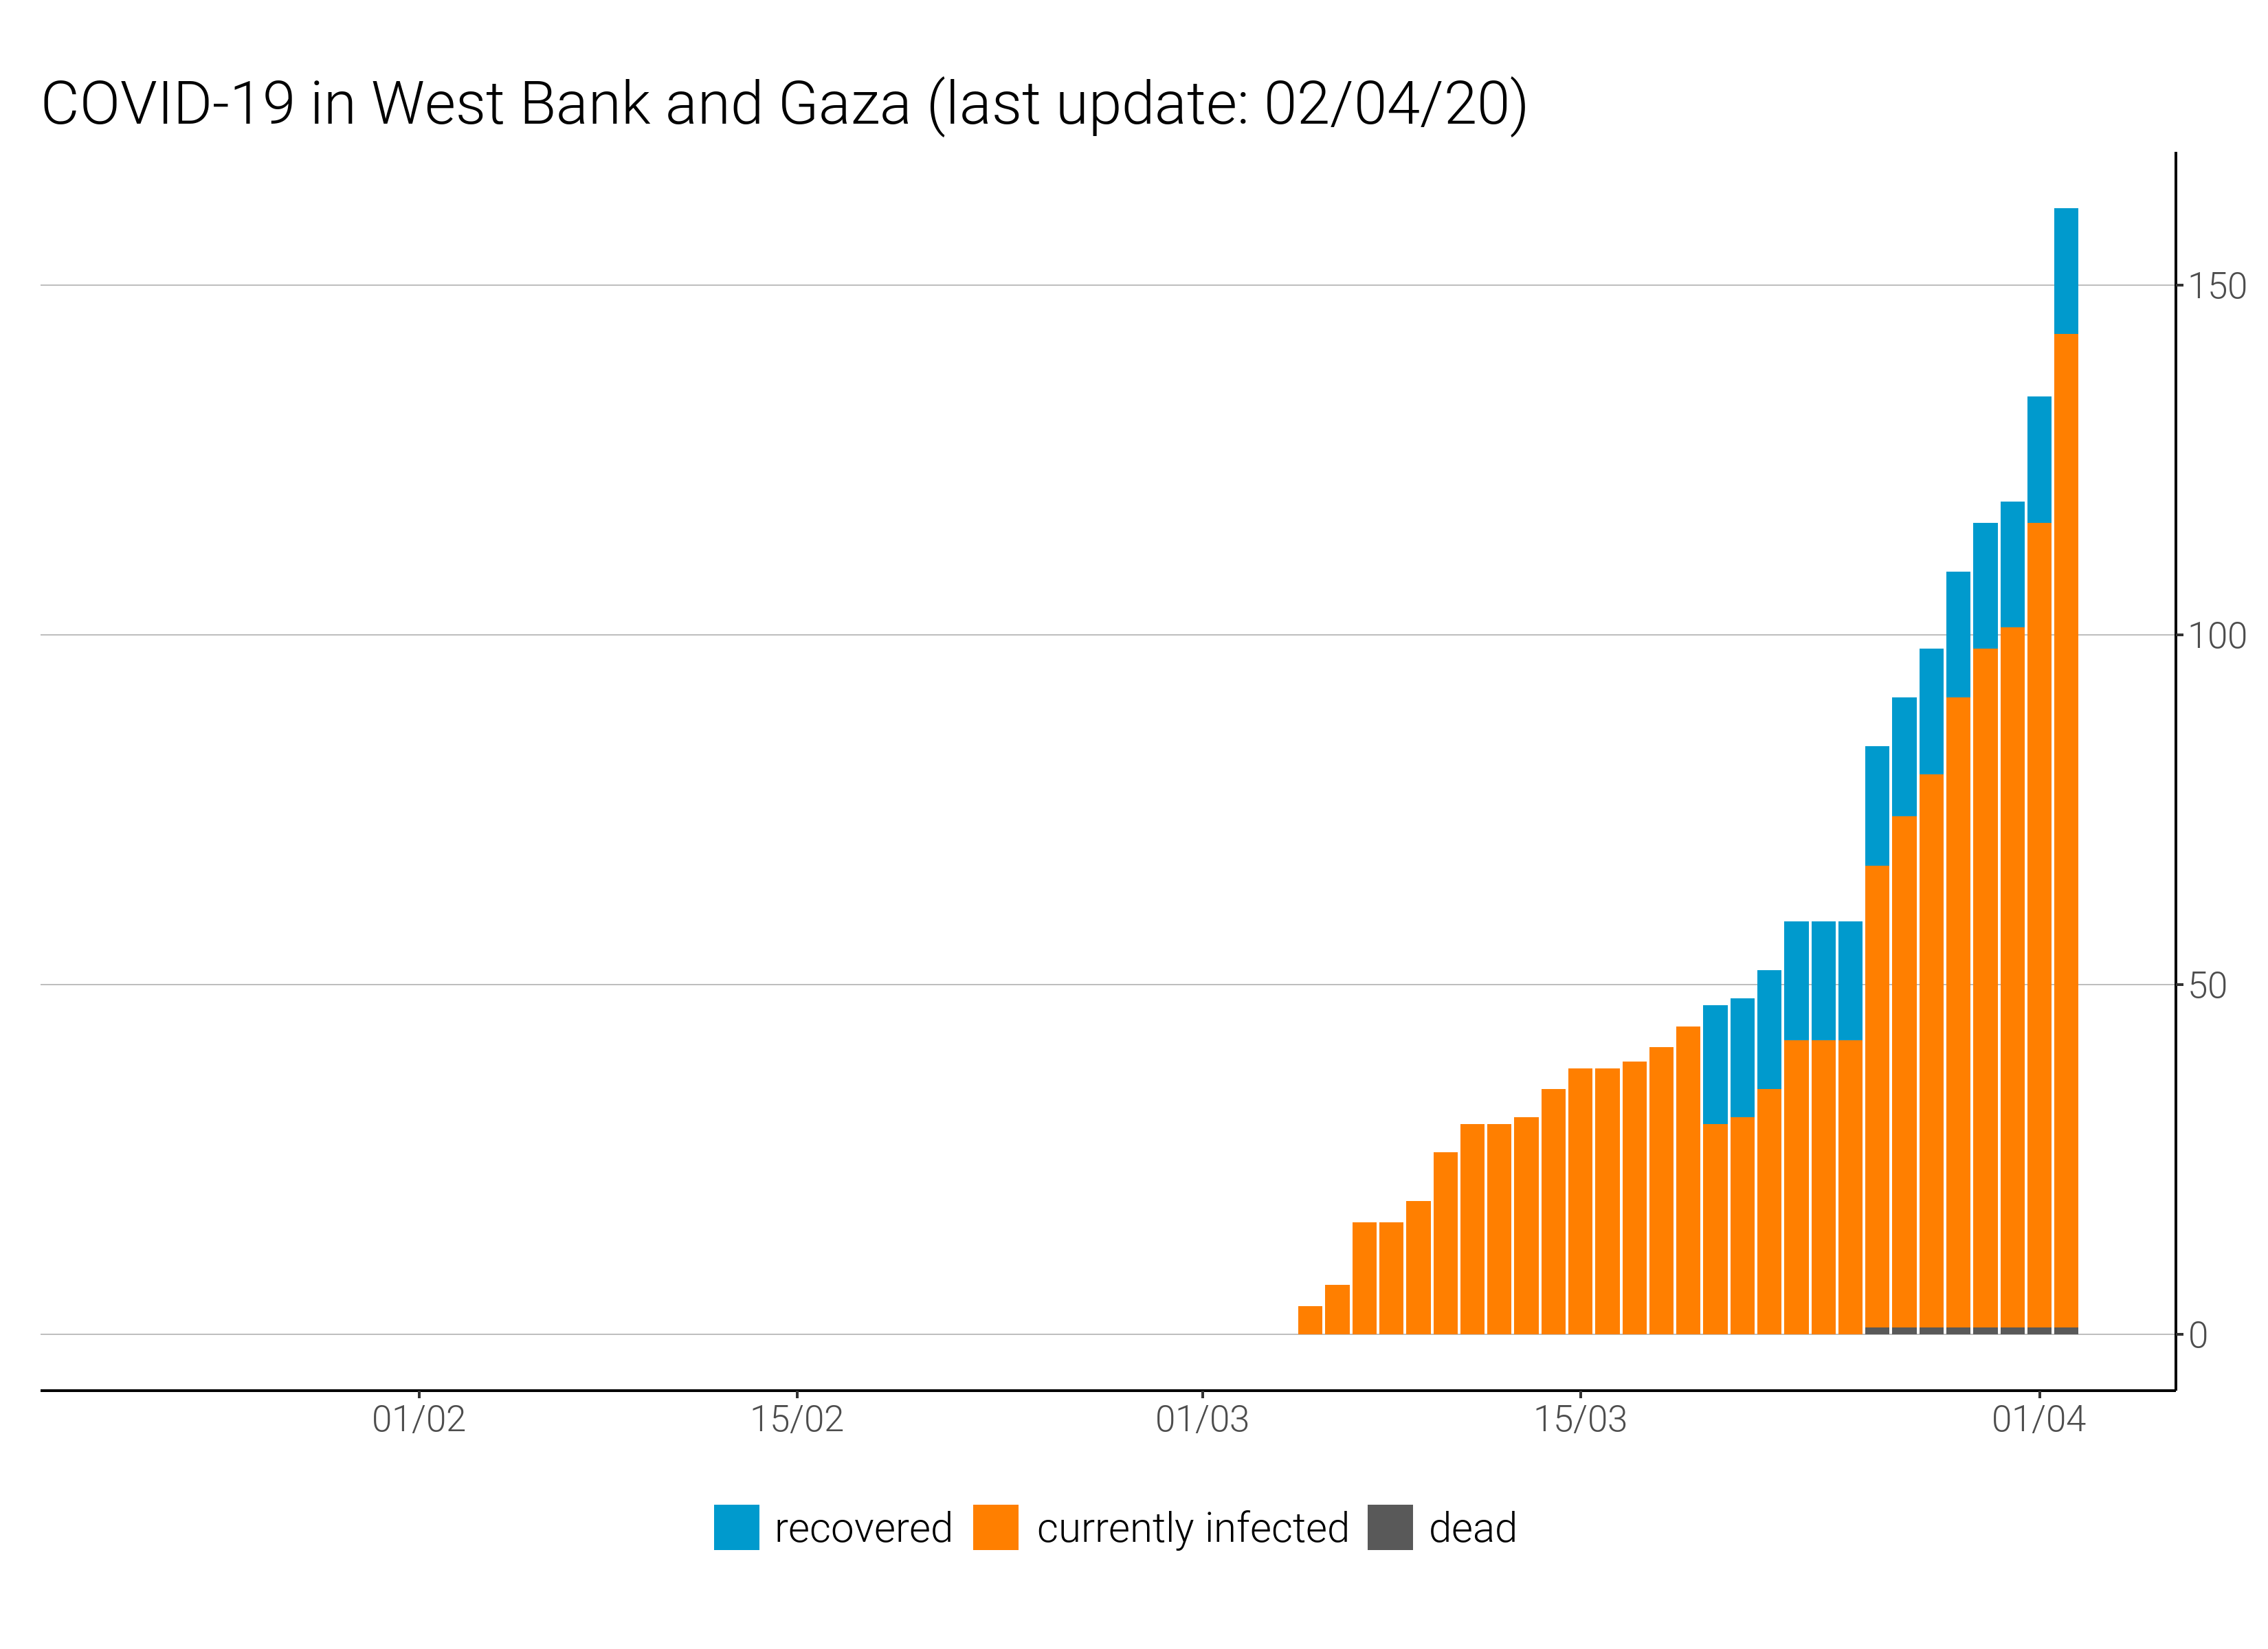 COVID-19 in West Bank and Gaza (last update: 02/04/20)
150
100
50
0
01/02 15/02 01/03 15/03 01/04
recovered currently infected dead